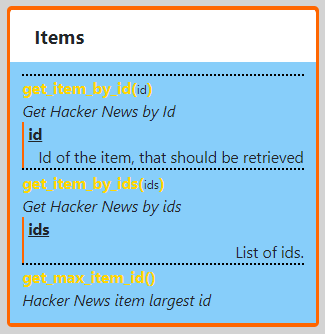 Items
get_item_by_id(id)
Get Hacker News by Id
id
Id of the item, that should be retrieved
get_item_by_ids(ids)
Get Hacker News by ids
ids
List of ids.
get_max_item_id()
Hacker News item largest id